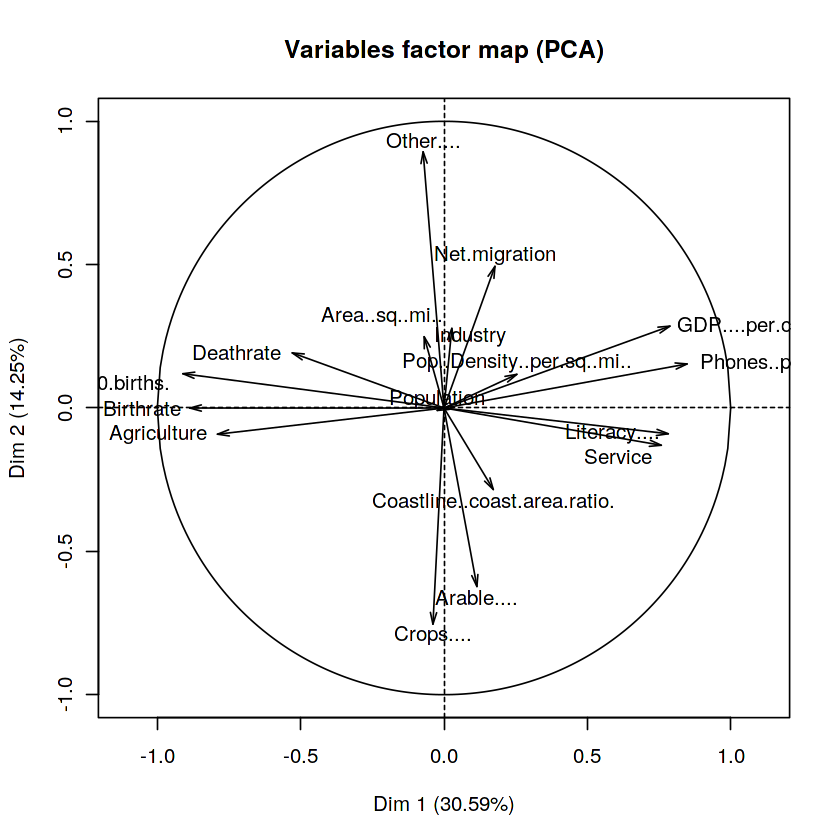 Variables factor map (PCA)
Other....
Net.migration
Area..sq..mi..
Industry
GDP....per.c
Deathrate
Pop. Density..per.sq..mi..
Phones..p
0.births.
Population
Birthrate
Agriculture
Literacy....
Service
Coastline..coast.area.ratio.
Arable....
Crops....
1.0
0.5
0.0
-0.5
-1.0
Dim 2 (14.25%)
-1.0 -0.5 0.0 0.5 1.0
Dim 1 (30.59%)